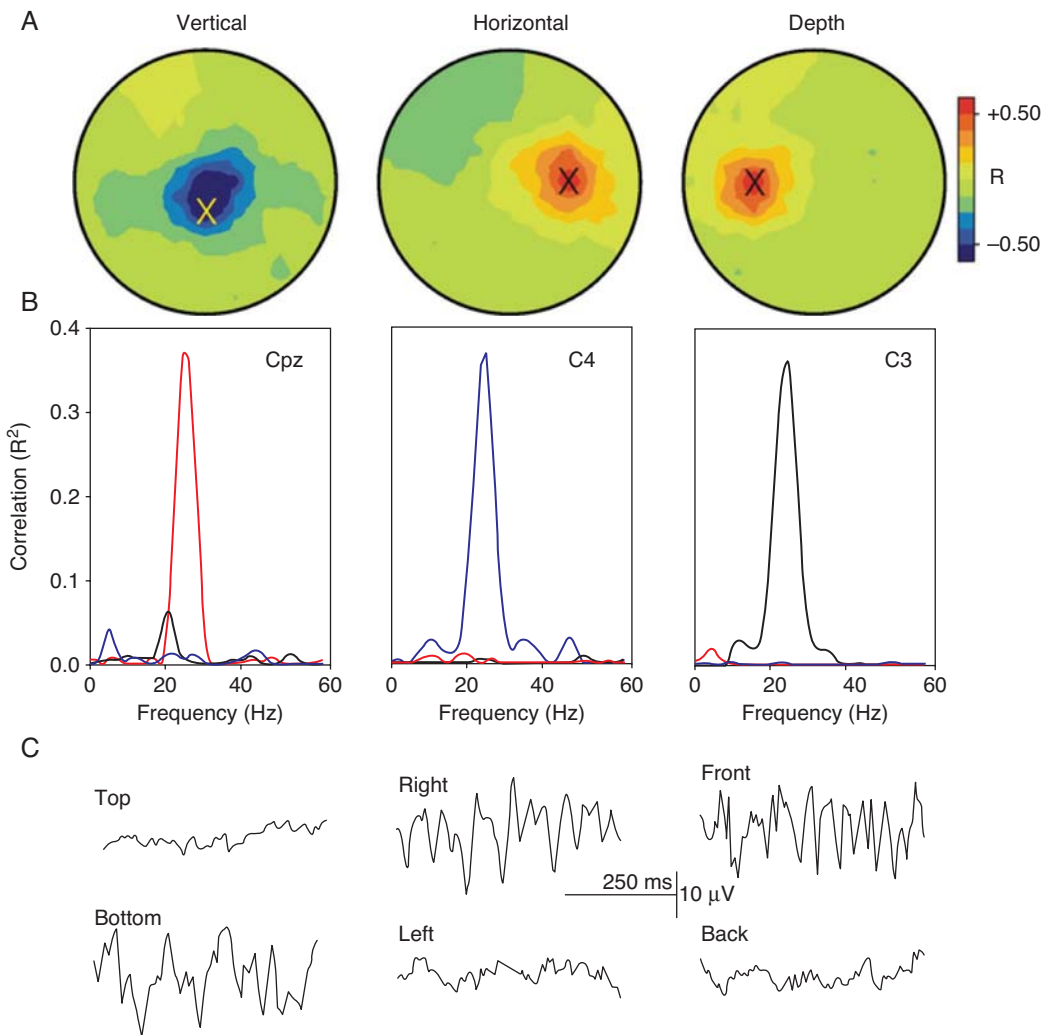 A
Vertical Horizontal Depth
X X X
+0.50
R
−0.50
B
Cpz C4 C3
Correlation (R²)
0.4
0.3
0.2
0.1
0.0
0 20 40 60 0 20 40 60 0 20 40 60
Frequency (Hz) Frequency (Hz) Frequency (Hz)
C
Top Right Front
250 ms 10 μV
Bottom Left Back